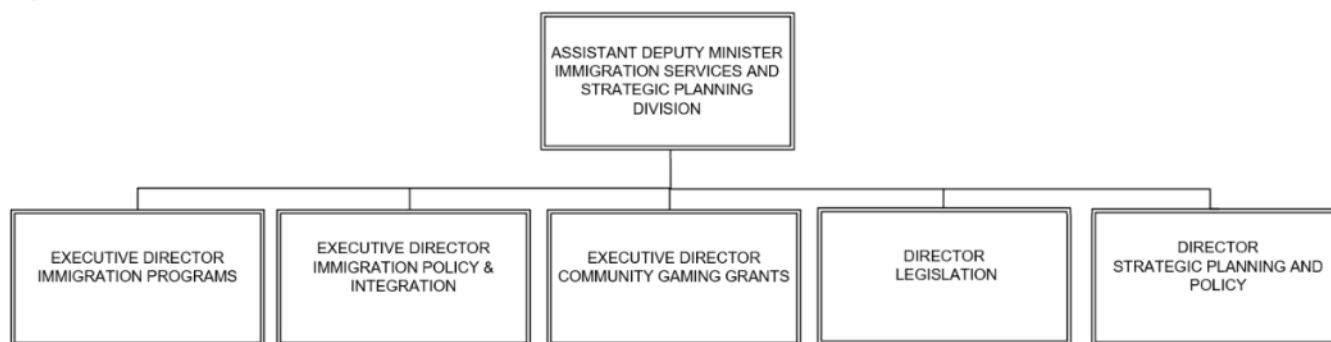 ASSISTANT DEPUTY MINISTER
IMMIGRATION SERVICES AND
STRATEGIC PLANNING
DIVISION
EXECUTIVE DIRECTOR
IMMIGRATION PROGRAMS
EXECUTIVE DIRECTOR
IMMIGRATION POLICY &
INTEGRATION
EXECUTIVE DIRECTOR
COMMUNITY GAMING GRANTS
DIRECTOR
LEGISLATION
DIRECTOR
STRATEGIC PLANNING AND
POLICY